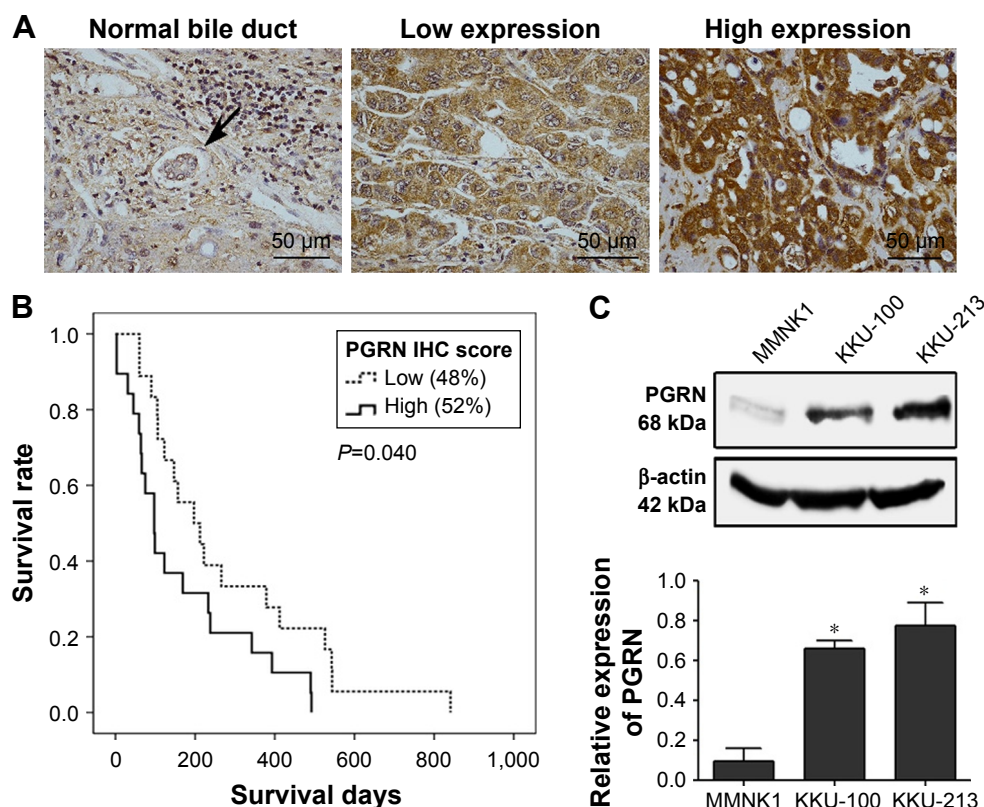 A
Normal bile duct
Low expression
High expression
50 µm
50 µm
50 µm
B
Survival rate
1.0
0.8
0.6
0.4
0.2
0.0
0
200
400
600
800
1,000
Survival days
PGRN IHC score
Low (48%)
High (52%)
P=0.040
C
MMNK1
KKU-100
KKU-213
PGRN
68 kDa
β-actin
42 kDa
Relative expression
of PGRN
1.0
0.8
0.6
0.4
0.2
0.0
*
*
MMNK1
KKU-100
KKU-213